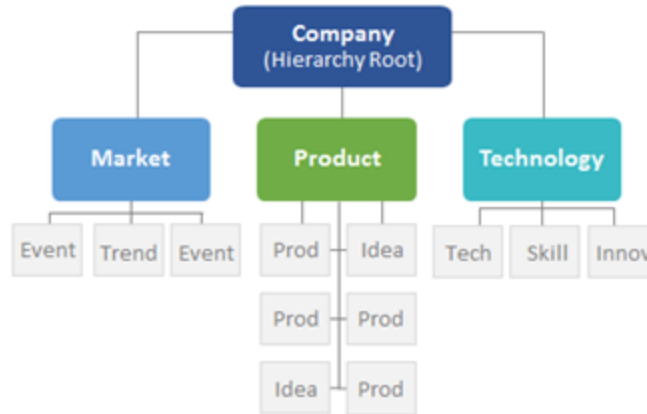 Company
(Hierarchy Root)
Market
Product
Technology
Event
Trend
Event
Prod
Idea
Tech
Skill
Innov
Prod
Prod
Idea
Prod